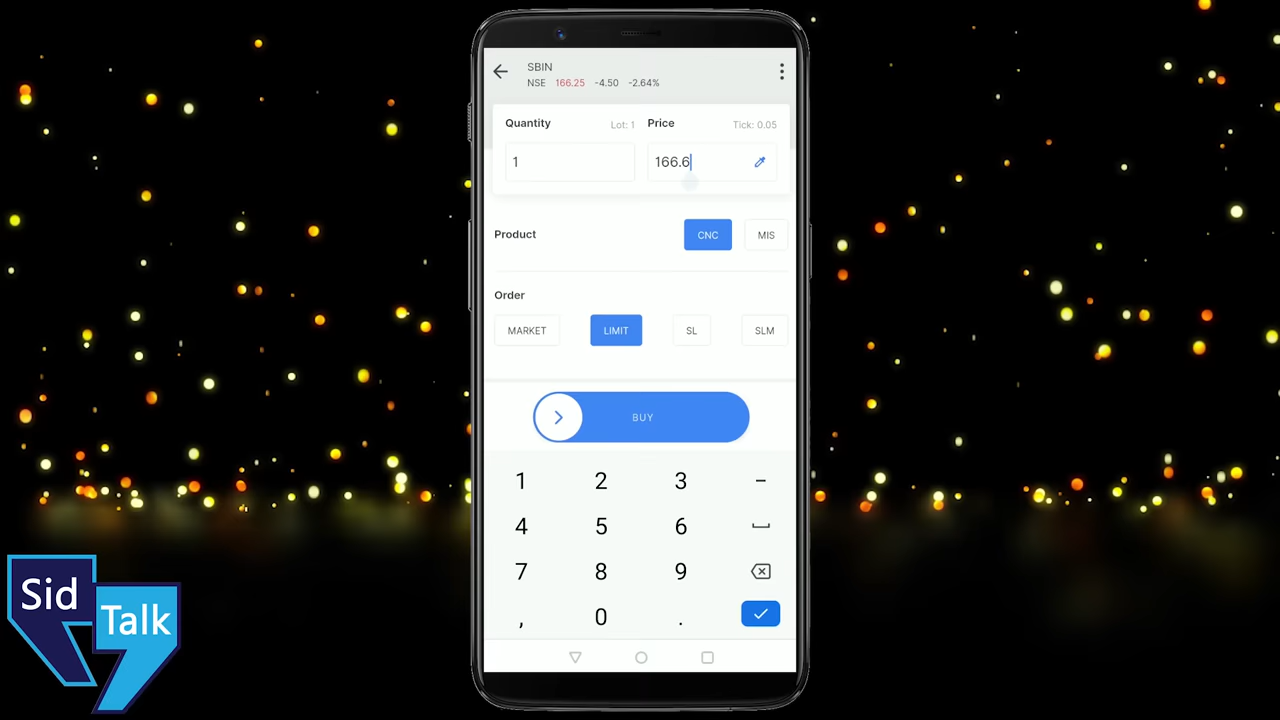 SBIN
NSE 166.25 -4.50 -2.64%
Quantity Lot: 1 Price Tick: 0.05
1 166.6
Product CNC MIS
Order
MARKET LIMIT SL SLM
BUY
1 2 3 -
4 5 6
7 8 9
, 0 .
Sid
Talk